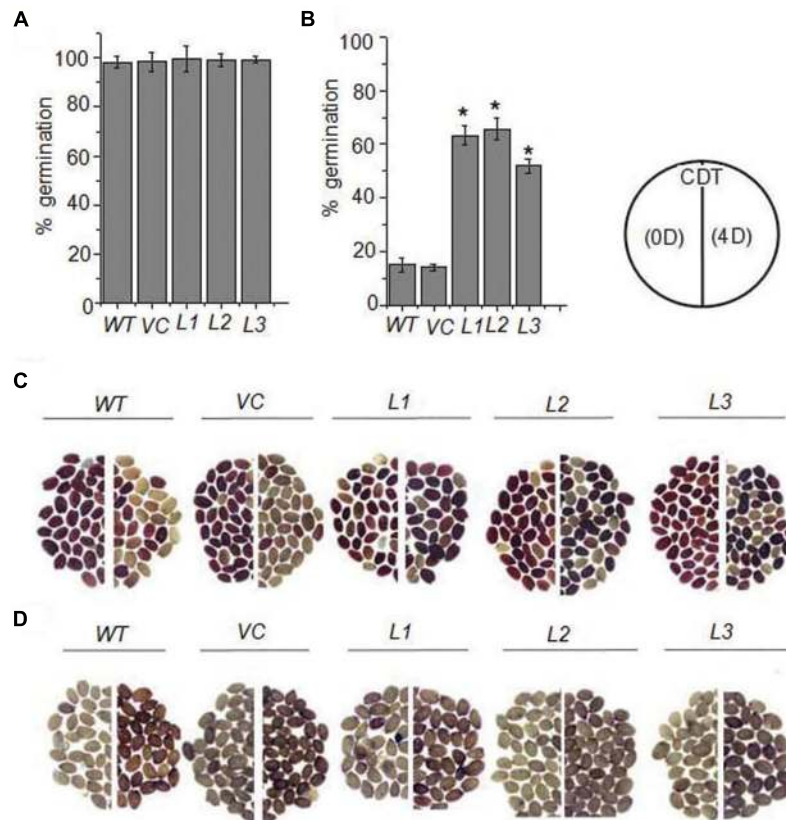 A
% germination
100
80
60
40
20
0
WT VC L1 L2 L3
B
% germination
100
80
60
40
20
0
* * *
WT VC L1 L2 L3
CDT
(0D) (4D)
C
WT VC L1 L2 L3
D
WT VC L1 L2 L3